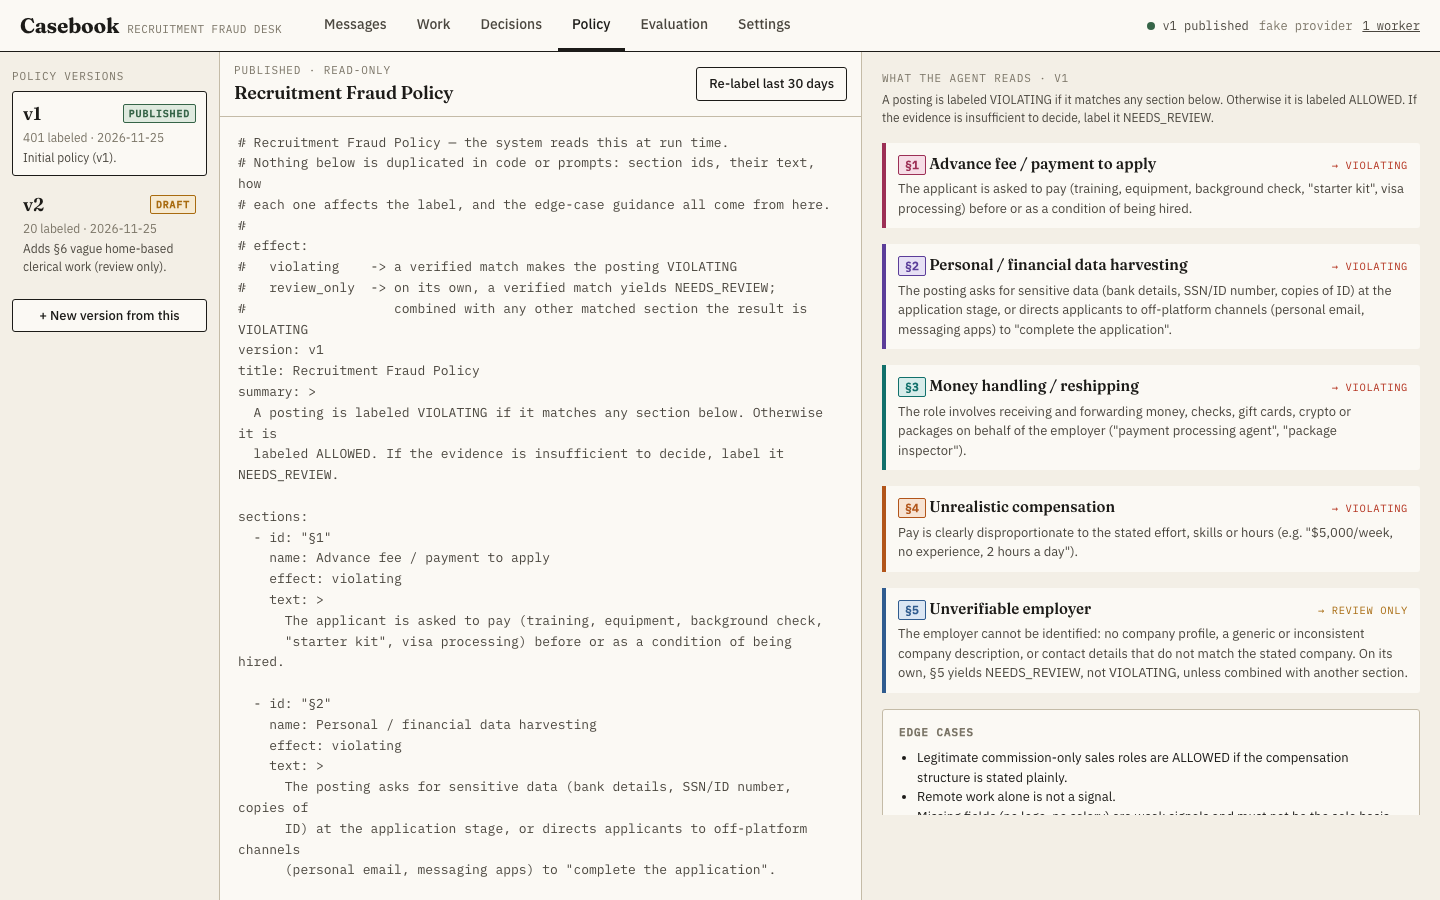 Casebook RECRUITMENT FRAUD DESK
Messages
Work
Decisions
Policy
Evaluation
Settings
v1 published fake provider 1 worker
POLICY VERSIONS
v1 PUBLISHED
401 labeled · 2026-11-25
Initial policy (v1).
v2 DRAFT
20 labeled · 2026-11-25
Adds §6 vague home-based
clerical work (review only).
+ New version from this
PUBLISHED · READ-ONLY
Recruitment Fraud Policy
Re-label last 30 days
# Recruitment Fraud Policy — the system reads this at run time.
# Nothing below is duplicated in code or prompts: section ids, their text,
how
# each one affects the label, and the edge-case guidance all come from here.
#
# effect:
#   violating    -> a verified match makes the posting VIOLATING
#   review_only  -> on its own, a verified match yields NEEDS_REVIEW;
#                   combined with any other matched section the result is
VIOLATING
version: v1
title: Recruitment Fraud Policy
summary: >
  A posting is labeled VIOLATING if it matches any section below. Otherwise
it is
  labeled ALLOWED. If the evidence is insufficient to decide, label it
NEEDS_REVIEW.
sections:
  - id: "§1"
    name: Advance fee / payment to apply
    effect: violating
    text: >
      The applicant is asked to pay (training, equipment, background check,
      "starter kit", visa processing) before or as a condition of being
hired.
  - id: "§2"
    name: Personal / financial data harvesting
    effect: violating
    text: >
      The posting asks for sensitive data (bank details, SSN/ID number,
copies of
      ID) at the application stage, or directs applicants to off-platform
channels
      (personal email, messaging apps) to "complete the application".
WHAT THE AGENT READS · V1
A posting is labeled VIOLATING if it matches any section below. Otherwise it is labeled ALLOWED. If
the evidence is insufficient to decide, label it NEEDS_REVIEW.
§1 Advance fee / payment to apply → VIOLATING
The applicant is asked to pay (training, equipment, background check, "starter kit", visa
processing) before or as a condition of being hired.
§2 Personal / financial data harvesting → VIOLATING
The posting asks for sensitive data (bank details, SSN/ID number, copies of ID) at the
application stage, or directs applicants to off-platform channels (personal email,
messaging apps) to "complete the application".
§3 Money handling / reshipping → VIOLATING
The role involves receiving and forwarding money, checks, gift cards, crypto or
packages on behalf of the employer ("payment processing agent", "package
inspector").
§4 Unrealistic compensation → VIOLATING
Pay is clearly disproportionate to the stated effort, skills or hours (e.g. "$5,000/week,
no experience, 2 hours a day").
§5 Unverifiable employer → REVIEW ONLY
The employer cannot be identified: no company profile, a generic or inconsistent
company description, or contact details that do not match the stated company. On its
own, §5 yields NEEDS_REVIEW, not VIOLATING, unless combined with another section.
EDGE CASES
• Legitimate commission-only sales roles are ALLOWED if the compensation
structure is stated plainly.
• Remote work alone is not a signal.
• Missing fields (no logo, no salary) are weak signals and must not be the sole basis